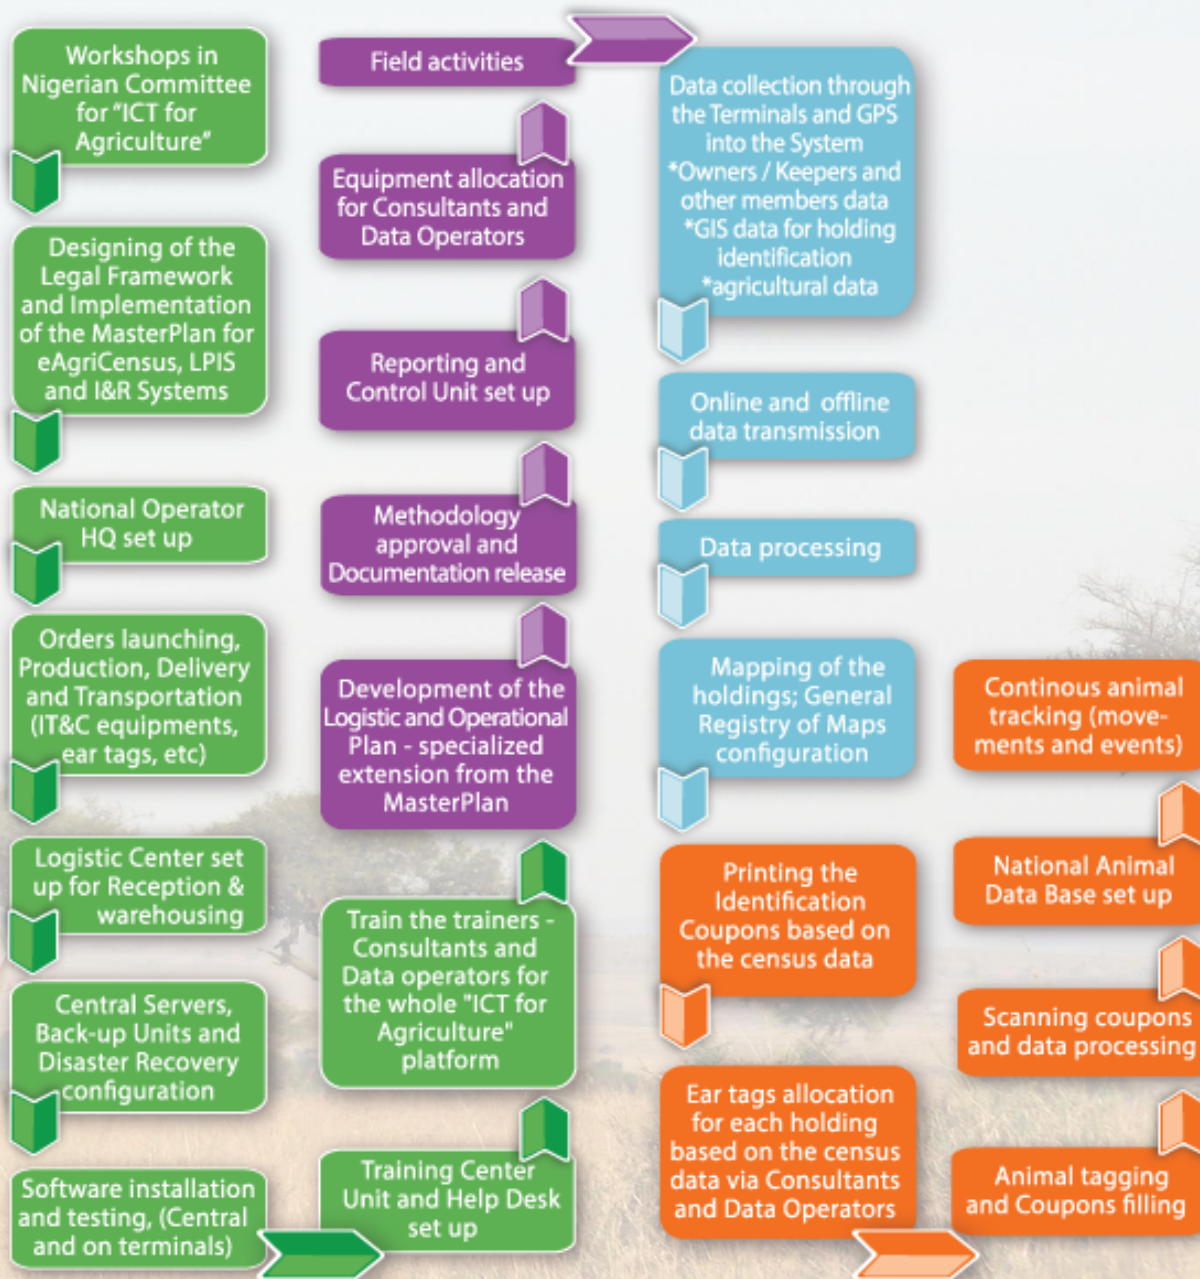 Workshops in
Nigerian Committee
for "ICT for
Agriculture"
Designing of the
Legal Framework
and Implementation
of the MasterPlan for
eAgriCensus, LPIS
and I&R Systems
National Operator
HQ set up
Orders launching,
Production, Delivery
and Transportation
(IT&C equipments,
ear tags, etc)
Logistic Center set
up for Reception &
warehousing
Central Servers,
Back-up Units and
Disaster Recovery
configuration
Software installation
and testing, (Central
and on terminals)
Training Center
Unit and Help Desk
set up
Train the trainers -
Consultants and
Data operators for
the whole "ICT for
Agriculture"
platform
Development of the
Logistic and Operational
Plan - specialized
extension from the
MasterPlan
Methodology
approval and
Documentation release
Reporting and
Control Unit set up
Equipment allocation
for Consultants and
Data Operators
Field activities
Data collection through
the Terminals and GPS
into the System
*Owners / Keepers and
other members data
*GIS data for holding
identification
*agricultural data
Online and offline
data transmission
Data processing
Mapping of the
holdings; General
Registry of Maps
configuration
Printing the
Identification
Coupons based on
the census data
Ear tags allocation
for each holding
based on the census
data via Consultants
and Data Operators
Animal tagging
and Coupons filling
Scanning coupons
and data processing
National Animal
Data Base set up
Continous animal
tracking (move-
ments and events)